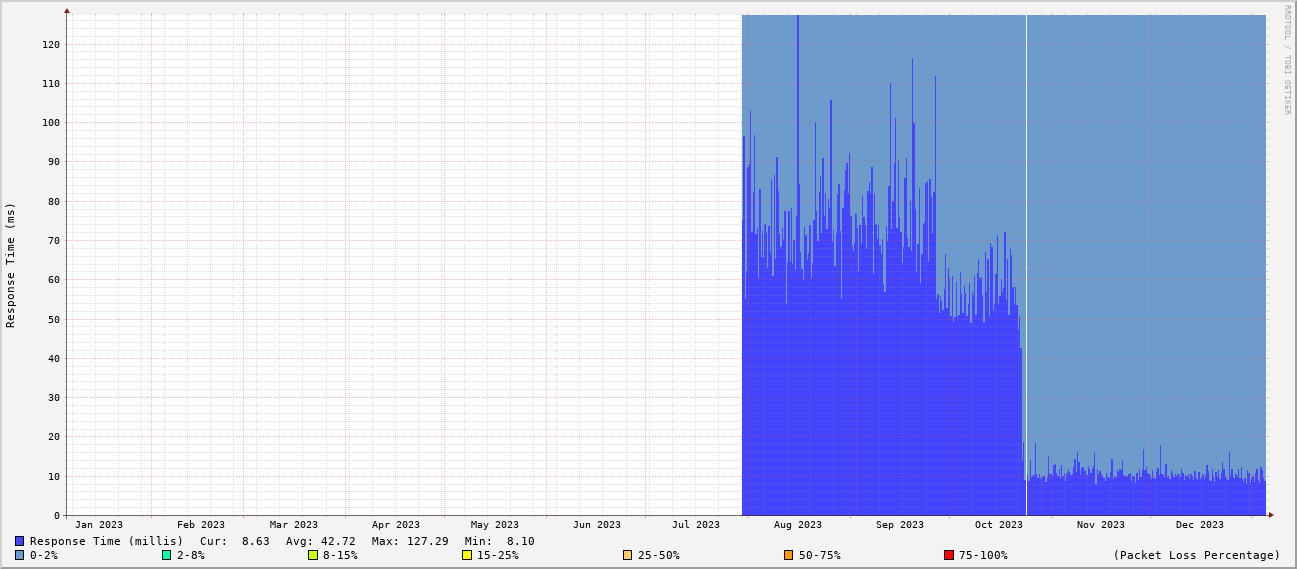 RRDTOOL / TOBI OETIKER
Response Time (ms)
120
110
100
90
80
70
60
50
40
30
20
10
0
Jan 2023 Feb 2023 Mar 2023 Apr 2023 May 2023 Jun 2023 Jul 2023 Aug 2023 Sep 2023 Oct 2023 Nov 2023 Dec 2023
Response Time (millis) Cur: 8.63 Avg: 42.72 Max: 127.29 Min: 8.10
0-2% 2-8% 8-15% 15-25% 25-50% 50-75% 75-100% (Packet Loss Percentage)